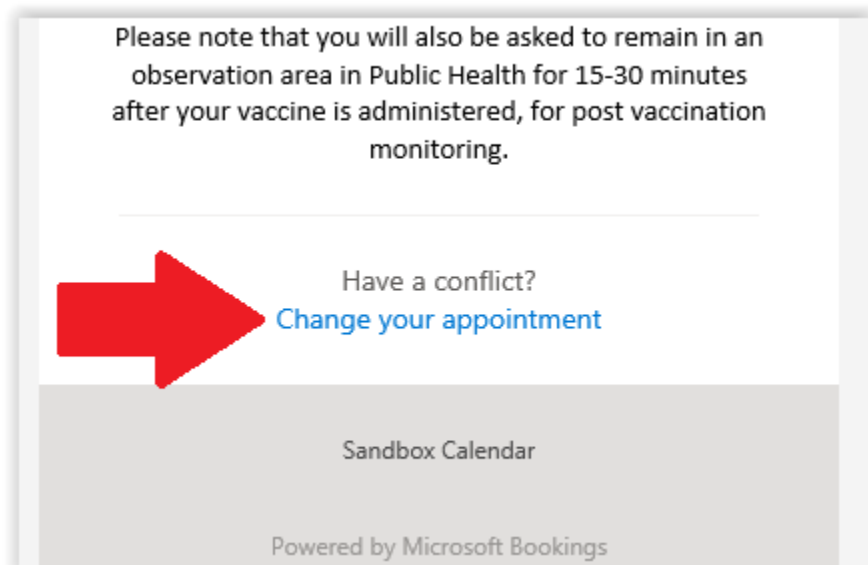 Please note that you will also be asked to remain in an
observation area in Public Health for 15-30 minutes
after your vaccine is administered, for post vaccination
monitoring.
Have a conflict?
Change your appointment
Sandbox Calendar
Powered by Microsoft Bookings